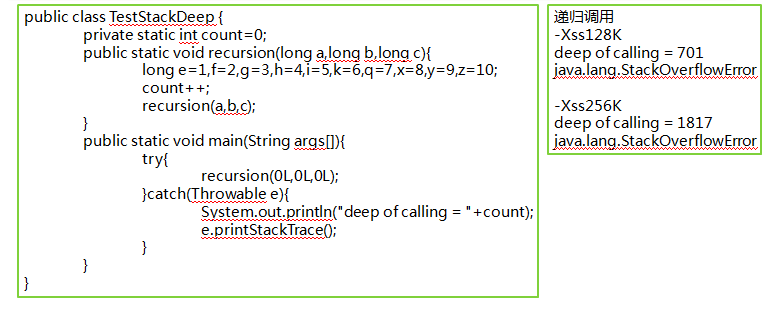 public class TestStackDeep {
private static int count=0;
public static void recursion(long a,long b,long c){
long e=1,f=2,g=3,h=4,i=5,k=6,q=7,x=8,y=9,z=10;
count++;
recursion(a,b,c);
}
public static void main(String args[]){
try{
recursion(0L,0L,0L);
}catch(Throwable e){
System.out.println("deep of calling = "+count);
e.printStackTrace();
}
}
}
递归调用
-Xss128K
deep of calling = 701
java.lang.StackOverflowError

-Xss256K
deep of calling = 1817
java.lang.StackOverflowError